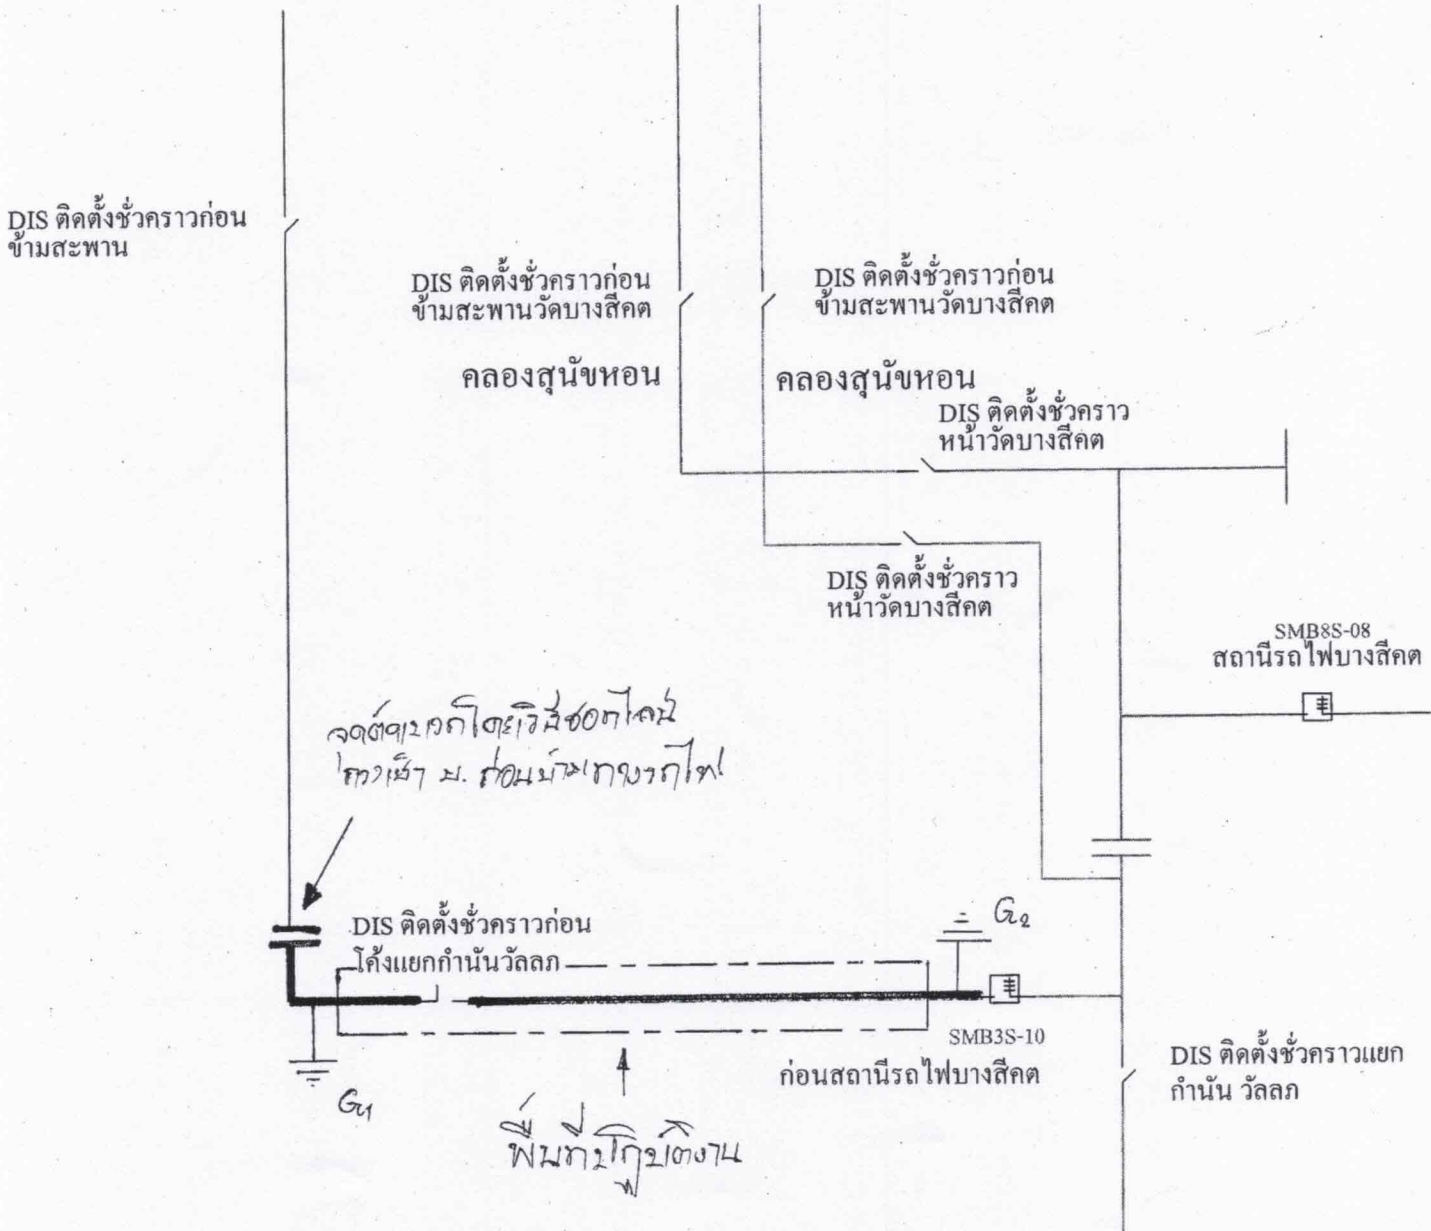 DIS ติดตั้งชั่วคราวก่อน
ข้ามสะพาน
DIS ติดตั้งชั่วคราวก่อน
ข้ามสะพานวัดบางสีคต
DIS ติดตั้งชั่วคราวก่อน
ข้ามสะพานวัดบางสีคต
คลองสุนัขหอน
คลองสุนัขหอน
DIS ติดตั้งชั่วคราว
หน้าวัดบางสีคต
DIS ติดตั้งชั่วคราว
หน้าวัดบางสีคต
SMB8S-08
สถานีรถไฟบางสีคต
DIS ติดตั้งชั่วคราวก่อน
โค้งแยกกำนันวัลลภ
G2
SMB3S-10
ก่อนสถานีรถไฟบางสีคต
DIS ติดตั้งชั่วคราวแยก
กำนัน วัลลภ
G1
พื้นที่ปฏิบัติงาน